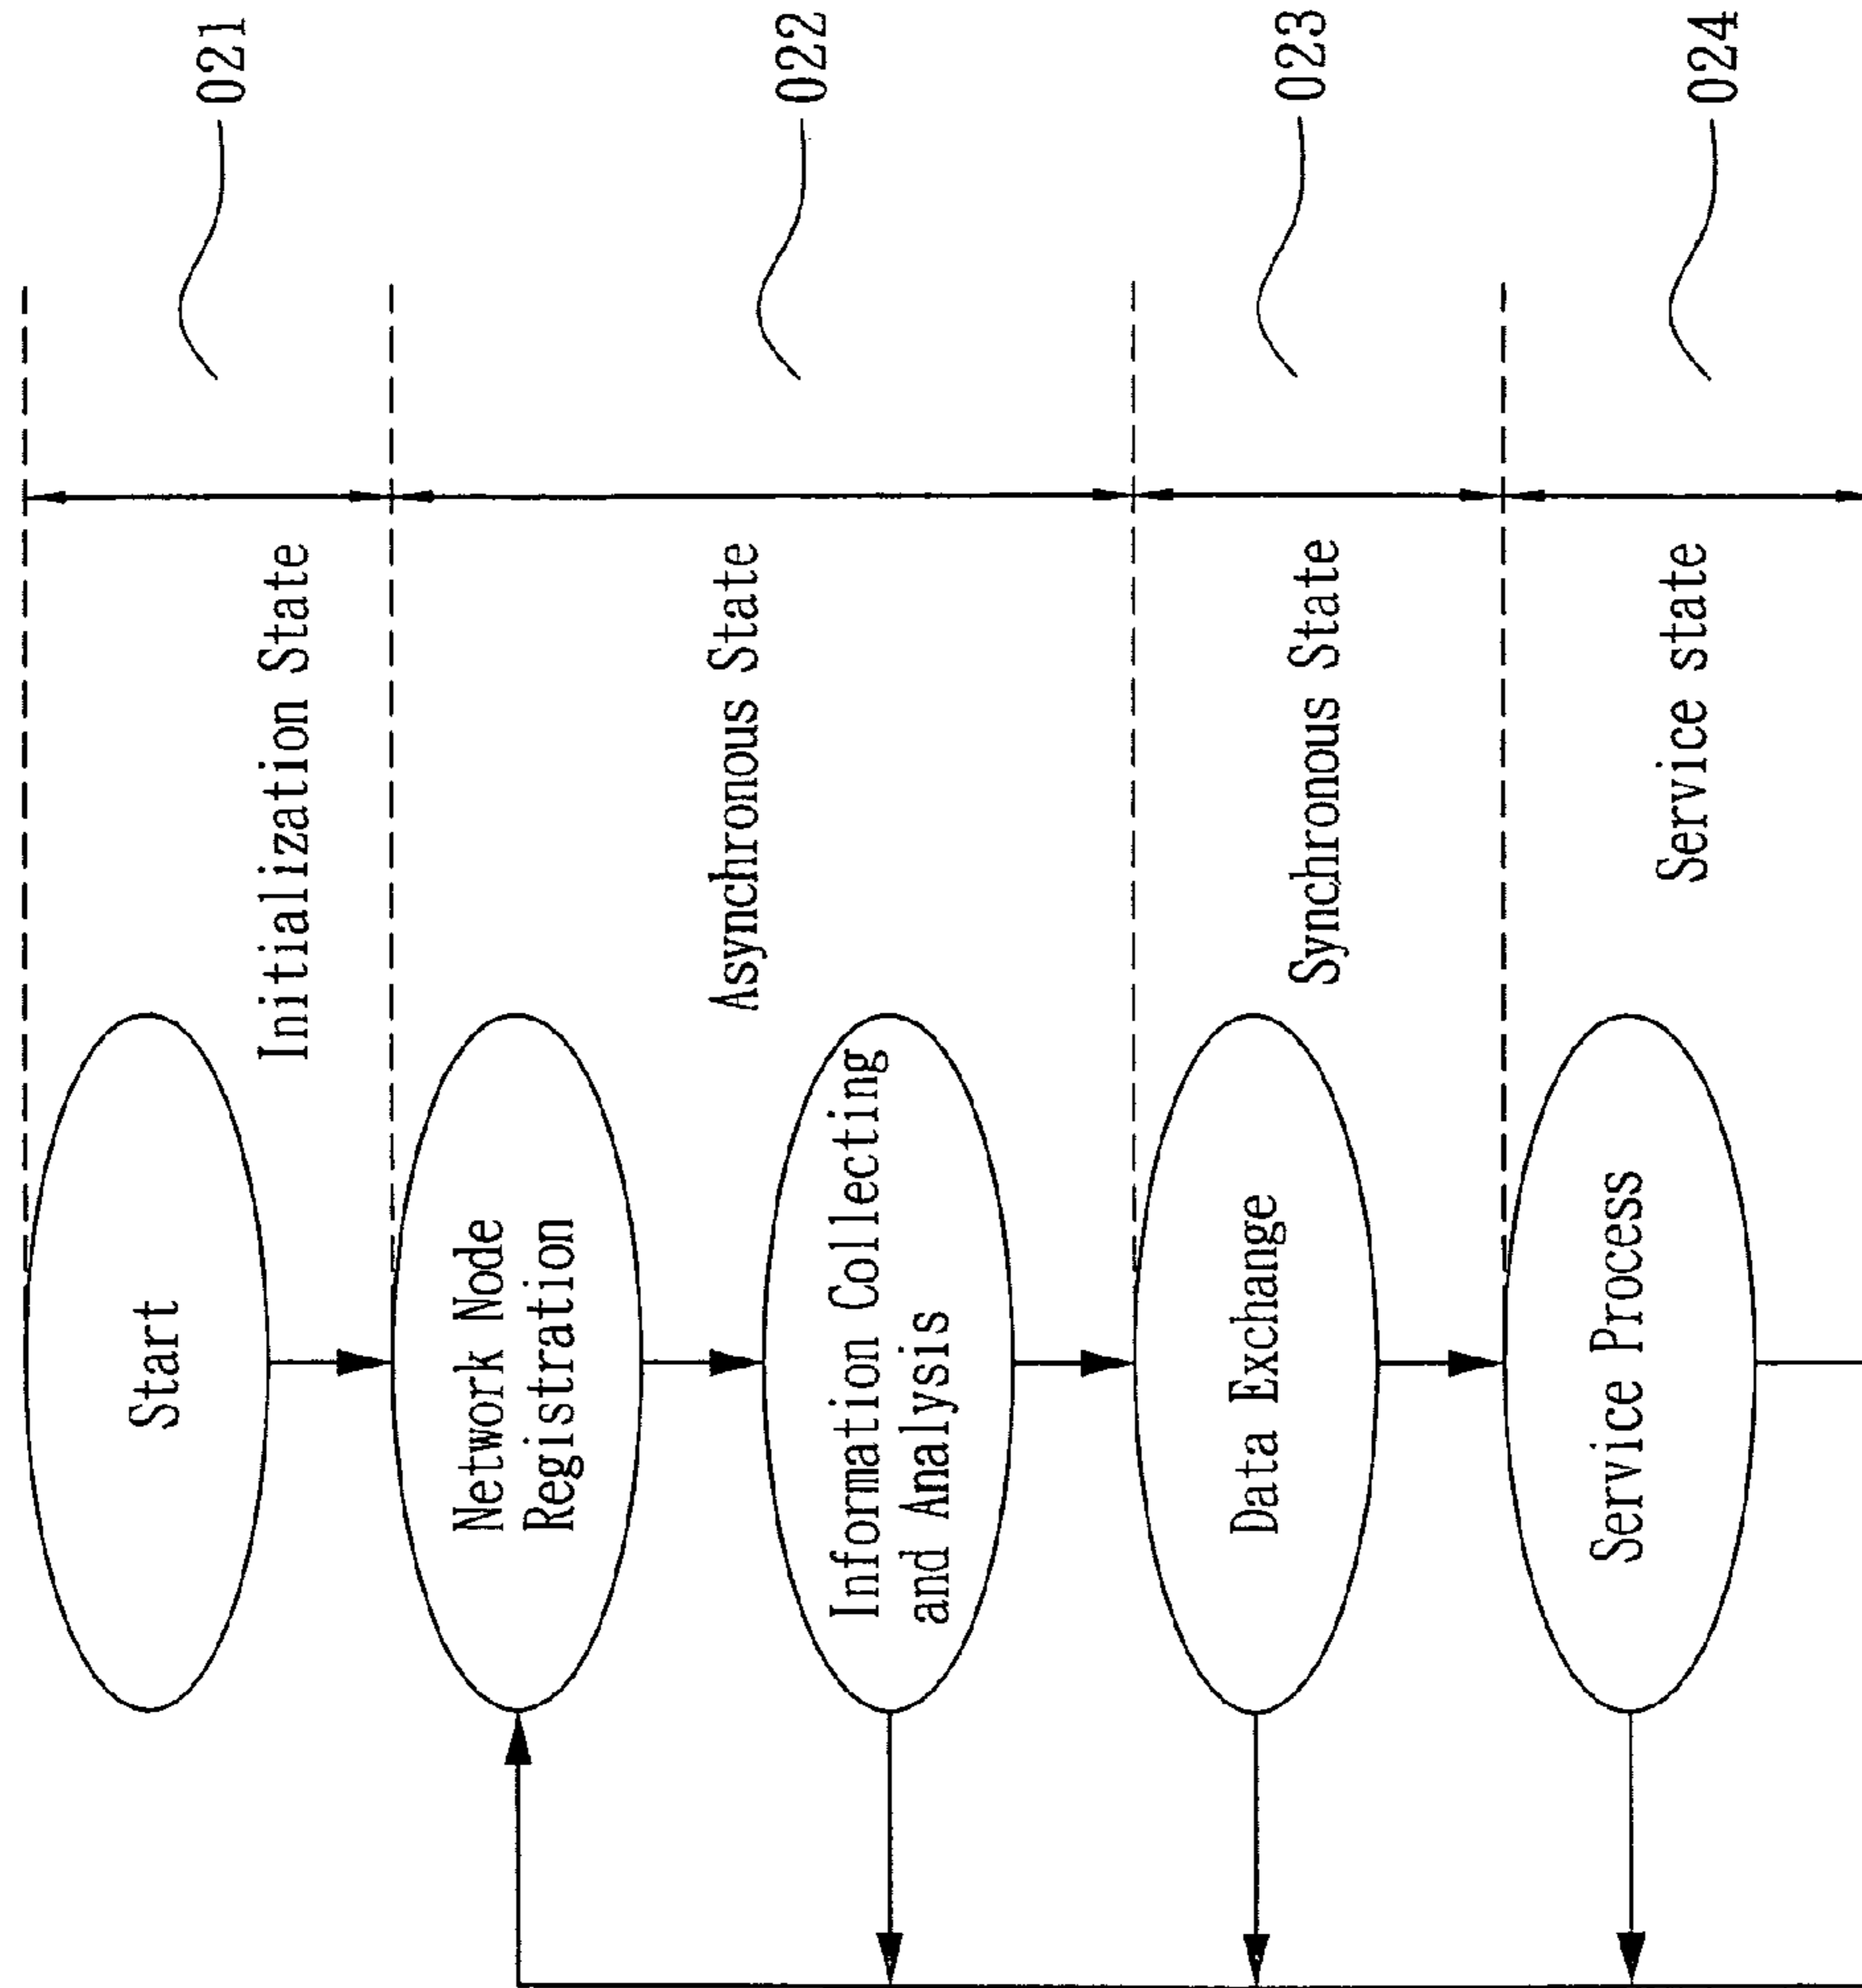 Start
Initialization State
021
Network Node
Registration
Asynchronous State
022
Information Collecting
and Analysis
Data Exchange
Synchronous State
023
Service Process
Service state
024